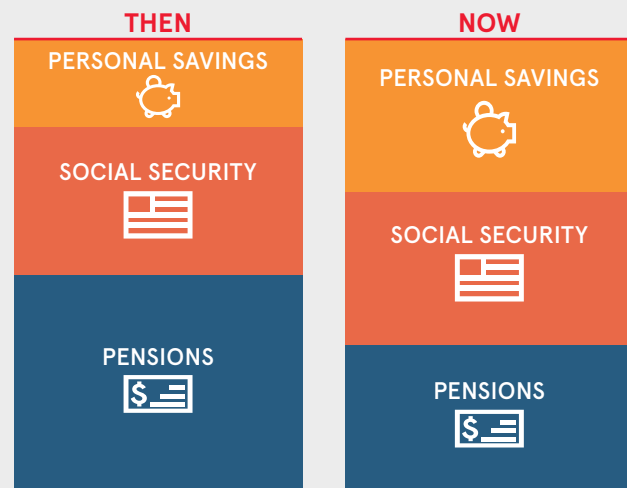 THEN
PERSONAL SAVINGS
SOCIAL SECURITY
PENSIONS
$
NOW
PERSONAL SAVINGS
SOCIAL SECURITY
PENSIONS
$